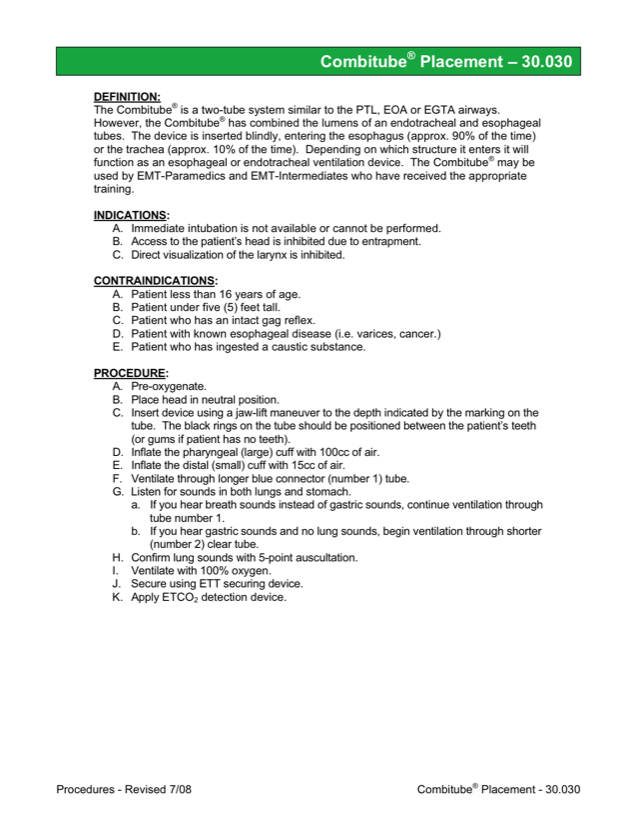 Combitube® Placement – 30.030
DEFINITION:
The Combitube® is a two-tube system similar to the PTL, EOA or EGTA airways.
However, the Combitube® has combined the lumens of an endotracheal and esophageal
tubes.  The device is inserted blindly, entering the esophagus (approx. 90% of the time)
or the trachea (approx. 10% of the time).  Depending on which structure it enters it will
function as an esophageal or endotracheal ventilation device.  The Combitube® may be
used by EMT-Paramedics and EMT-Intermediates who have received the appropriate
training.
INDICATIONS:
A. Immediate intubation is not available or cannot be performed.
B. Access to the patient's head is inhibited due to entrapment.
C. Direct visualization of the larynx is inhibited.
CONTRAINDICATIONS:
A. Patient less than 16 years of age.
B. Patient under five (5) feet tall.
C. Patient who has an intact gag reflex.
D. Patient with known esophageal disease (i.e. varices, cancer.)
E. Patient who has ingested a caustic substance.
PROCEDURE:
A. Pre-oxygenate.
B. Place head in neutral position.
C. Insert device using a jaw-lift maneuver to the depth indicated by the marking on the
tube.  The black rings on the tube should be positioned between the patient's teeth
(or gums if patient has no teeth).
D. Inflate the pharyngeal (large) cuff with 100cc of air.
E. Inflate the distal (small) cuff with 15cc of air.
F. Ventilate through longer blue connector (number 1) tube.
G. Listen for sounds in both lungs and stomach.
a. If you hear breath sounds instead of gastric sounds, continue ventilation through
tube number 1.
b. If you hear gastric sounds and no lung sounds, begin ventilation through shorter
(number 2) clear tube.
H. Confirm lung sounds with 5-point auscultation.
I. Ventilate with 100% oxygen.
J. Secure using ETT securing device.
K. Apply ETCO₂ detection device.
Procedures - Revised 7/08
Combitube® Placement - 30.030